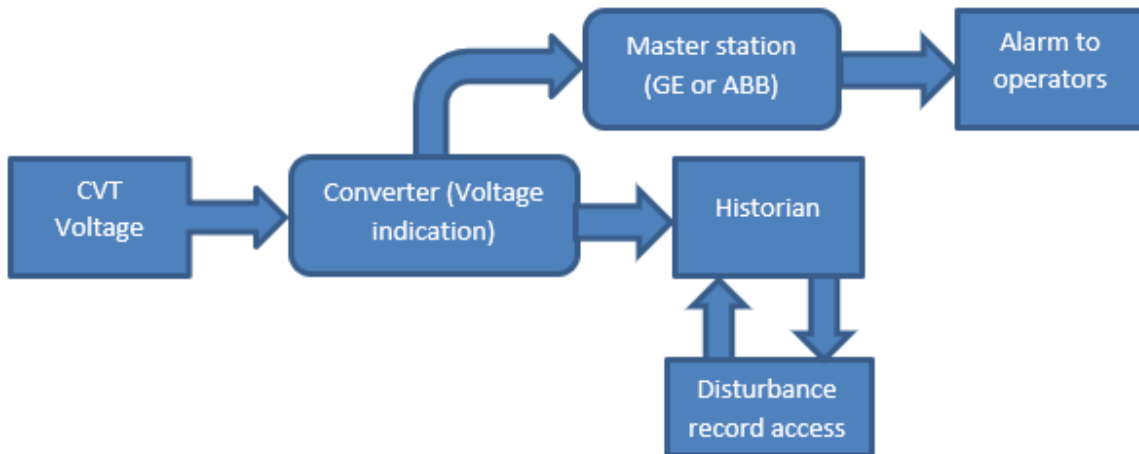 Master station
(GE or ABB)
Alarm to
operators
CVT
Voltage
Converter (Voltage
indication)
Historian
Disturbance
record access